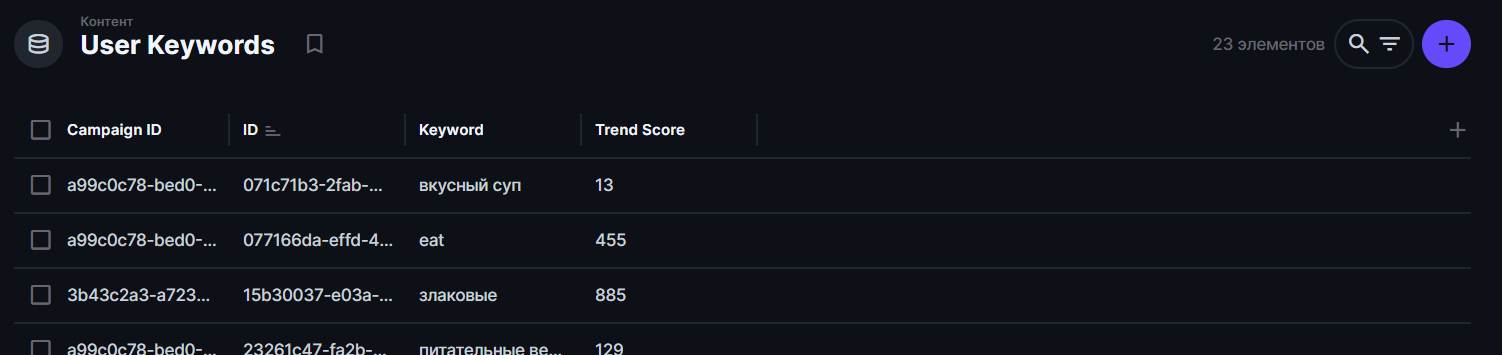 Контент
User Keywords
23 элементов
Campaign ID ID Keyword Trend Score
a99c0c78-bed0-... 071c71b3-2fab-... вкусный суп 13
a99c0c78-bed0-... 077166da-effd-4... eat 455
3b43c2a3-a723... 15b30037-e03a-... злаковые 885
a99c0c78-bed0-... 23261c47-fa2b-... питательные ве... 129